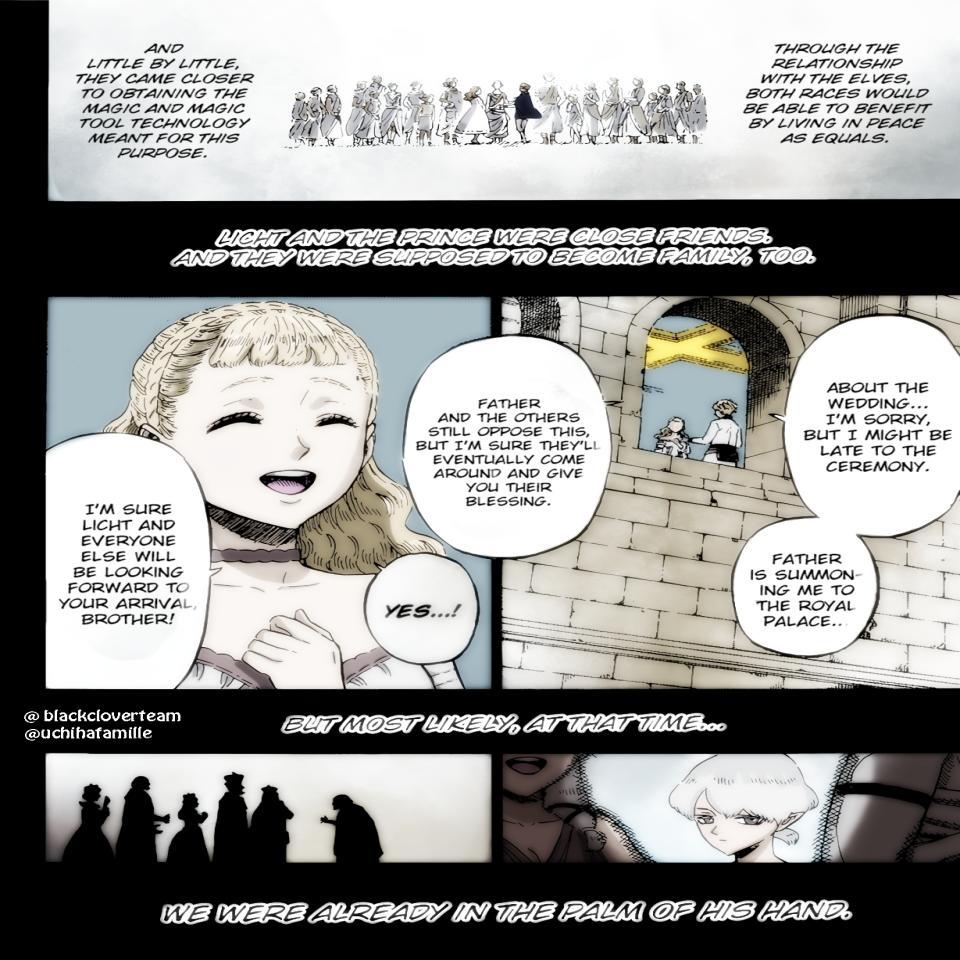 THROUGH THE
RELATIONSHIP
WITH THE ELVES,
BOTH RACES WOULD
BE ABLE TO BENEFIT
BY LIVING IN PEACE
AS EQUALS.
AND
LITTLE BY LITTLE,
THEY CAME CLOSER
TO OBTAINING THE
MAGIC AND MAGIC
TOOL TECHNOLOGY
MEANT FOR THIS
PURPOSE.
LICHT AND THE PRINCE WERE CLOSE FRIENDS.
AND THEY WERE SUPPOSED TO BECOME FAMILY, TOO.
ABOUT THE
WEDDING...
I'M SORRY,
BUT I MIGHT BE
LATE TO THE
CEREMONY.
FATHER
IS SUMMON-
ING ME TO
THE ROYAL
PALACE...
FATHER
AND THE OTHERS
STILL OPPOSE THIS,
BUT I'M SURE THEY'LL
EVENTUALLY COME
AROUND AND GIVE
YOU THEIR
BLESSING.
YES...!
I'M SURE
LICHT AND
EVERYONE
ELSE WILL
BE LOOKING
FORWARD TO
YOUR ARRIVAL,
BROTHER!
@ blackcloverteam
@uchihafamille
BUT MOST LIKELY, AT THAT TIME...
WE WERE ALREADY IN THE PALM OF HIS HAND.